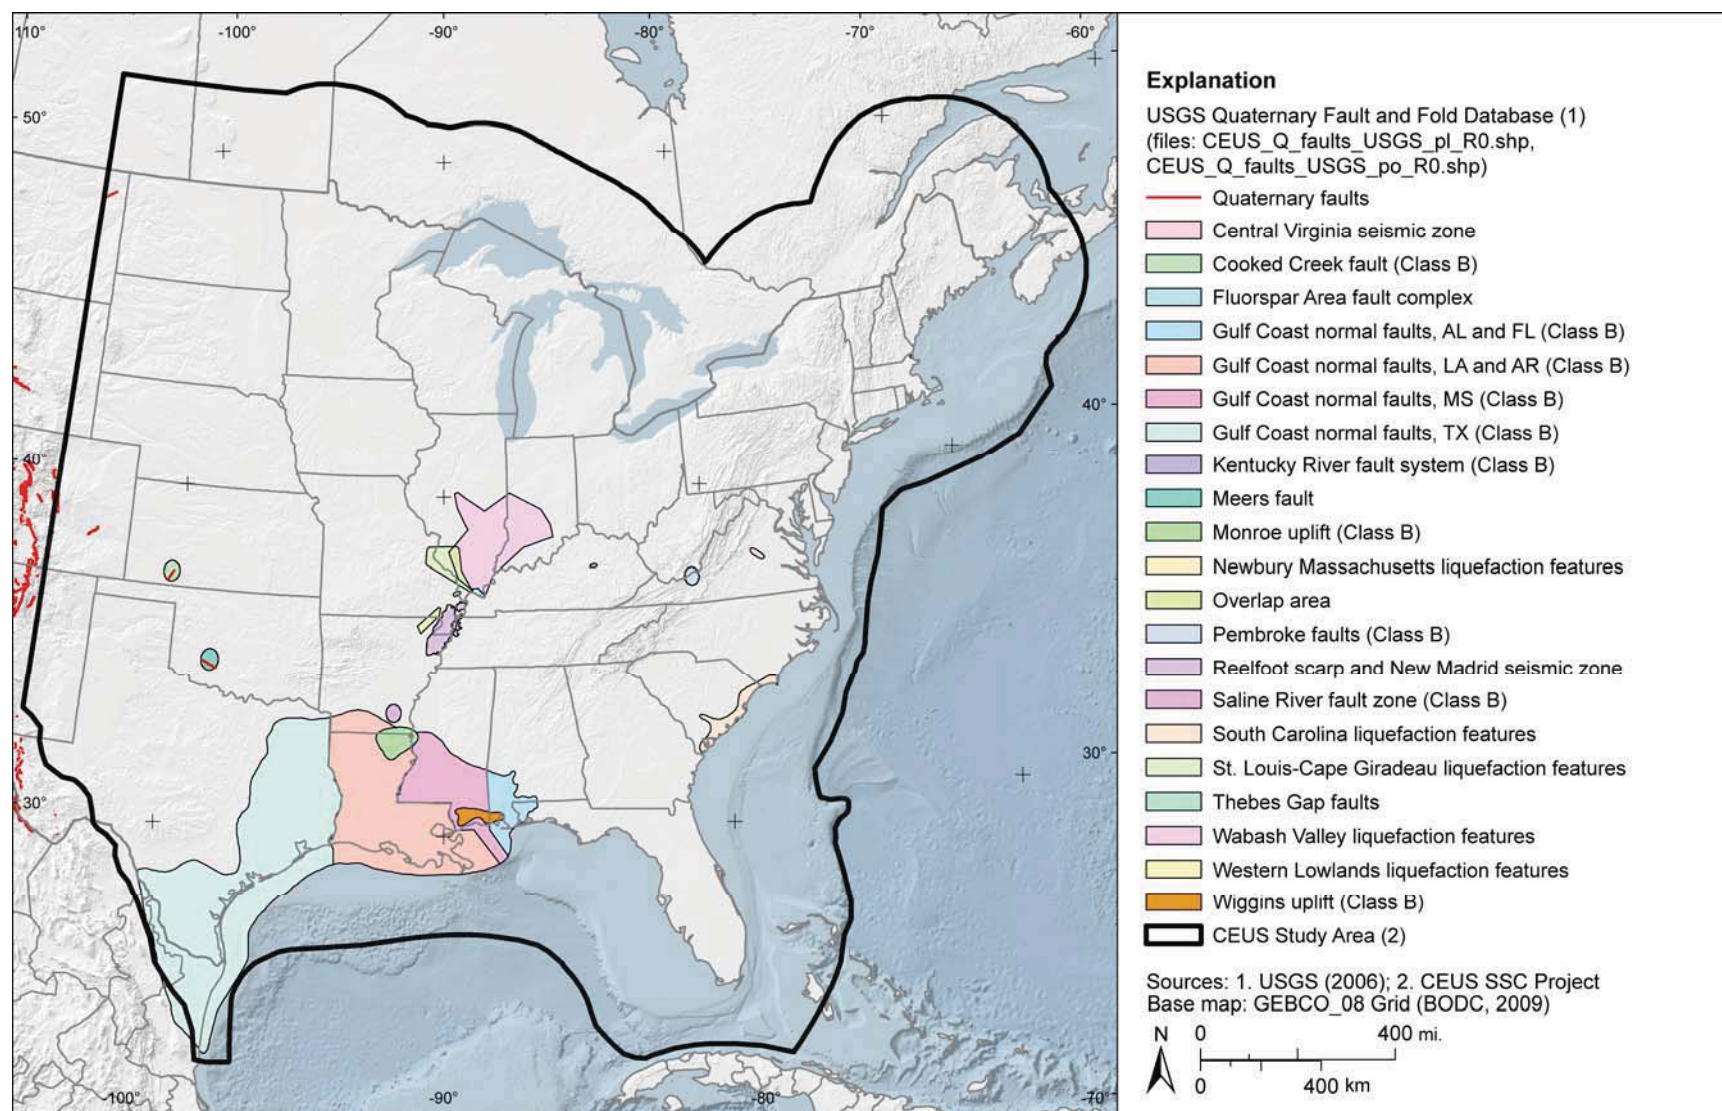 110°
-100°
-90°
-80°
-70°
-60°
50°
40°
40°
30°
30°
-100°
-90°
-80°
-70°
Explanation
USGS Quaternary Fault and Fold Database (1)
(files: CEUS_Q_faults_USGS_pl_R0.shp,
CEUS_Q_faults_USGS_po_R0.shp)
Quaternary faults
Central Virginia seismic zone
Cooked Creek fault (Class B)
Fluorspar Area fault complex
Gulf Coast normal faults, AL and FL (Class B)
Gulf Coast normal faults, LA and AR (Class B)
Gulf Coast normal faults, MS (Class B)
Gulf Coast normal faults, TX (Class B)
Kentucky River fault system (Class B)
Meers fault
Monroe uplift (Class B)
Newbury Massachusetts liquefaction features
Overlap area
Pembroke faults (Class B)
Reelfoot scarp and New Madrid seismic zone
Saline River fault zone (Class B)
South Carolina liquefaction features
St. Louis-Cape Giradeau liquefaction features
Thebes Gap faults
Wabash Valley liquefaction features
Western Lowlands liquefaction features
Wiggins uplift (Class B)
CEUS Study Area (2)
Sources: 1. USGS (2006); 2. CEUS SSC Project
Base map: GEBCO_08 Grid (BODC, 2009)
N
0 400 mi.
0 400 km